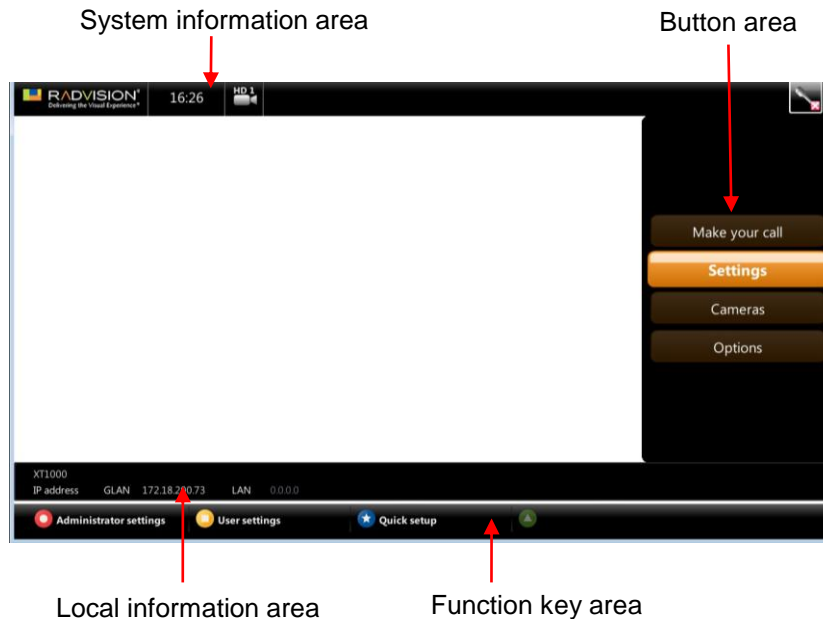 System information area
Button area
RADVISION
Delivering the Visual Experience
16:26
HD 1
Make your call
Settings
Cameras
Options
XT1000
IP address GLAN 172.18.200.73 LAN 0.0.0.0
Administrator settings User settings Quick setup
Local information area
Function key area